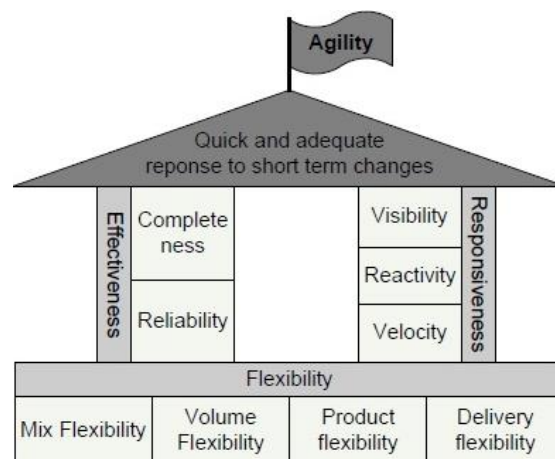 Agility
Quick and adequate
reponse to short term changes
Effectiveness
Complete
ness
Reliability
Visibility
Reactivity
Velocity
Responsiveness
Flexibility
Mix Flexibility
Volume
Flexibility
Product
flexibility
Delivery
flexibility